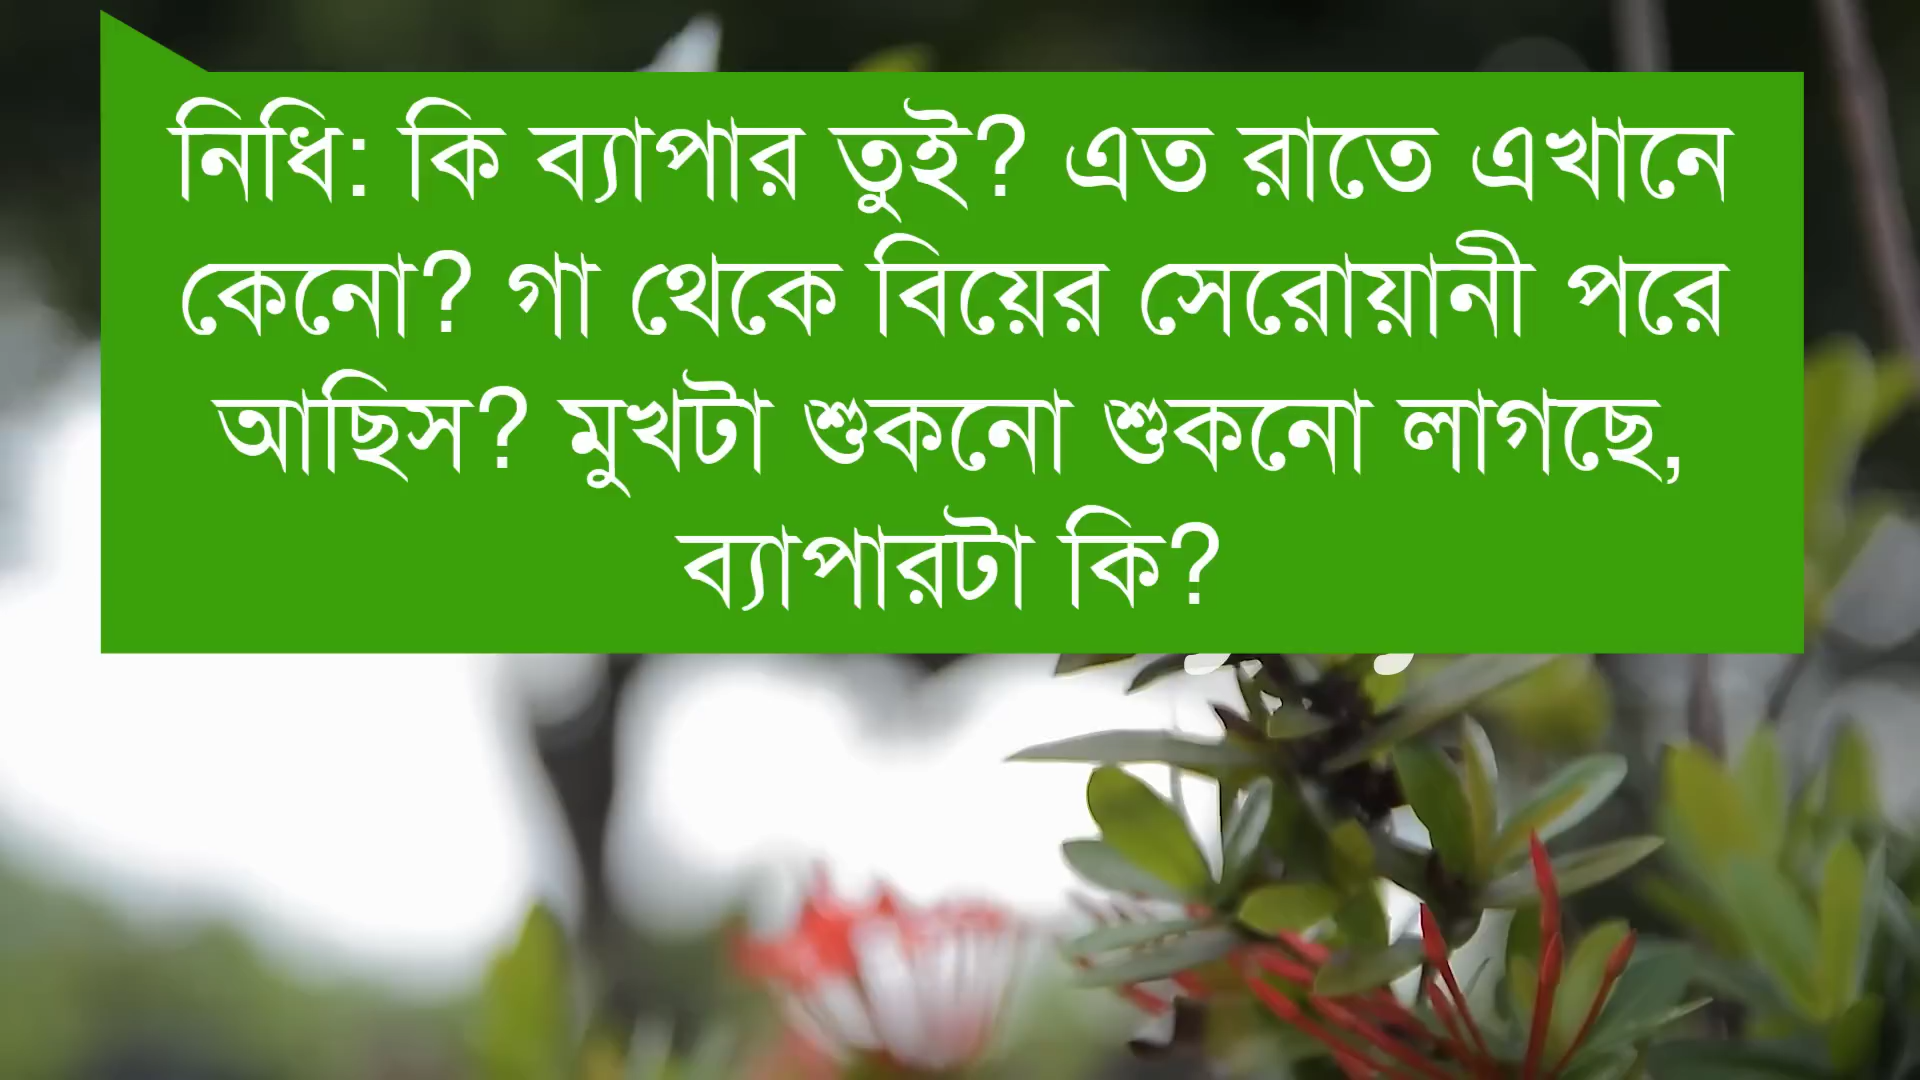 নিধি: কি ব্যাপার তুই? এত রাতে এখানে
কেনো? গা থেকে বিয়ের সেরোয়ানী পরে
আছিস? মুখটা শুকনো শুকনো লাগছে,
ব্যাপারটা কি?